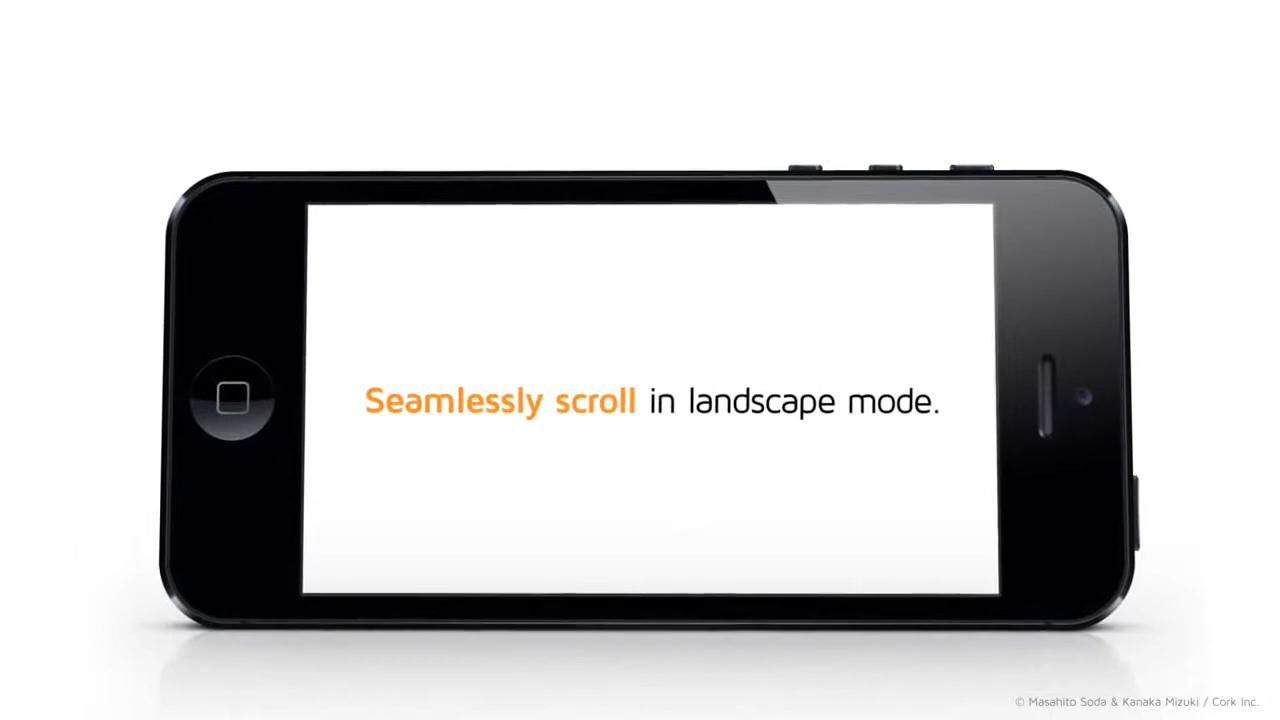 Seamlessly scroll in landscape mode.
© Masahito Soda & Kanaka Mizuki / Cork Inc.